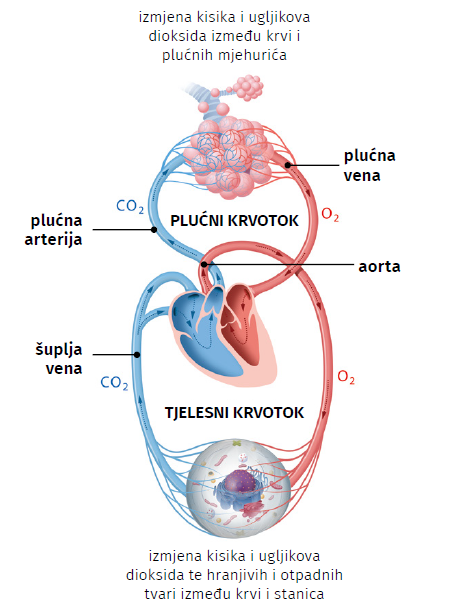 izmjena kisika i ugljikova
dioksida između krvi i
plućnih mjehurića
plućna
vena
CO₂
PLUĆNI KRVOTOK
O₂
plućna
arterija
aorta
šuplja
vena
CO₂
O₂
TJELESNI KRVOTOK
izmjena kisika i ugljikova
dioksida te hranjivih i otpadnih
tvari između krvi i stanica